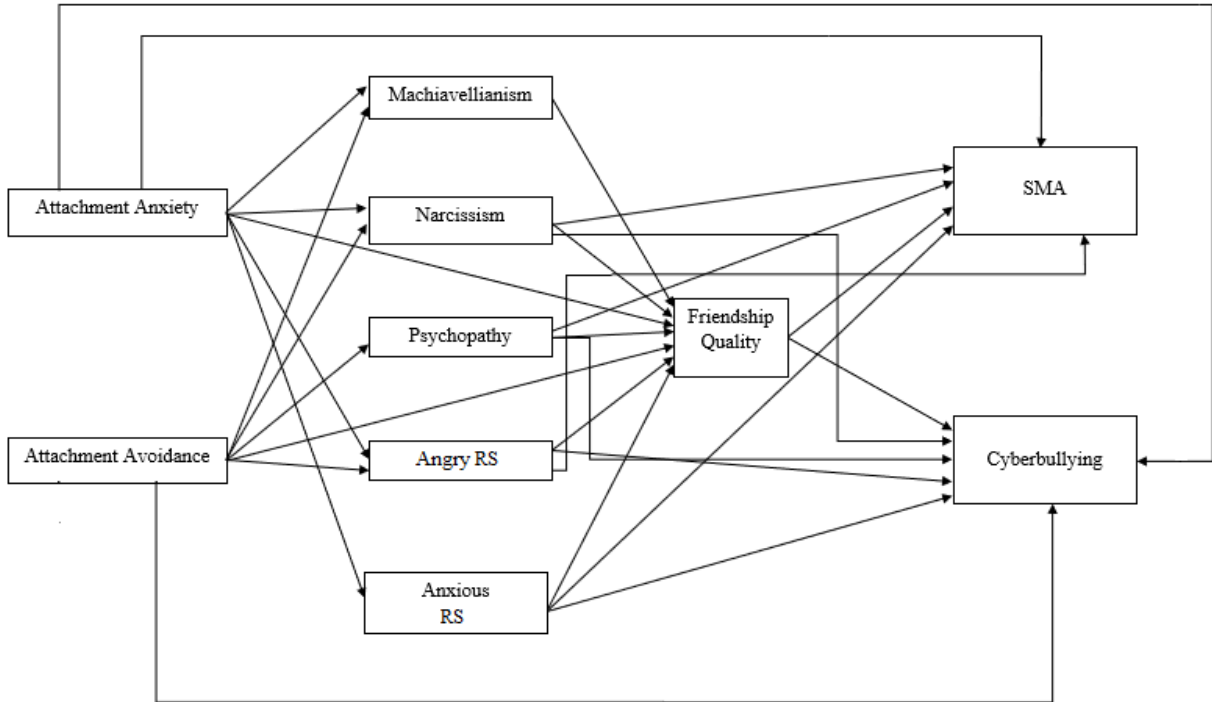 Machiavellianism
SMA
Attachment Anxiety
Narcissism
Friendship
Quality
Psychopathy
Attachment Avoidance
Angry RS
Cyberbullying
Anxious
RS